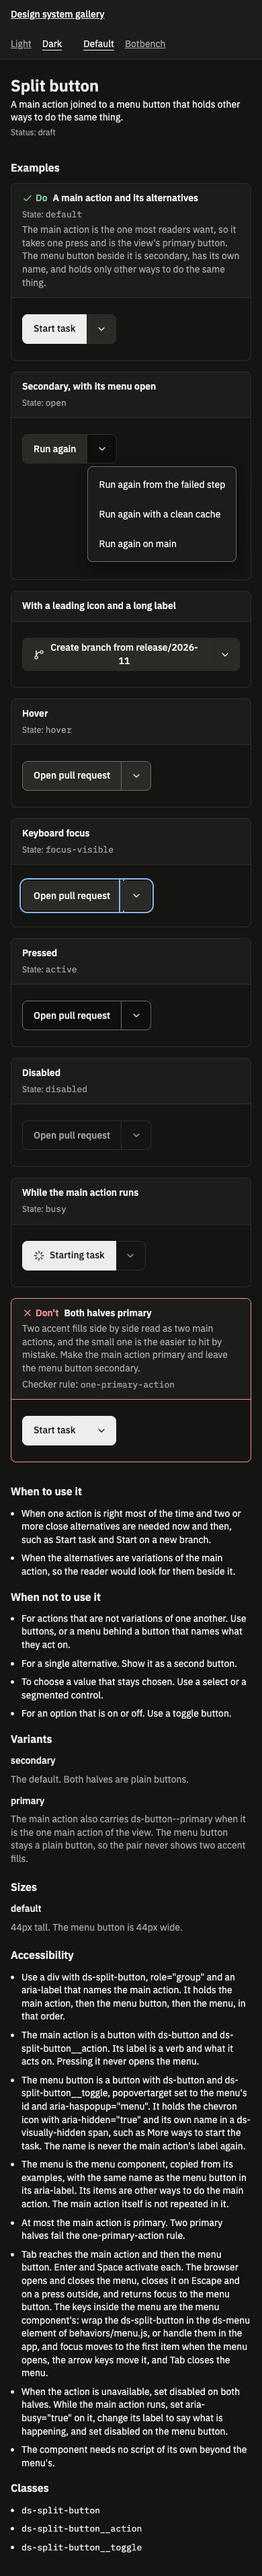 Design system gallery
Light Dark Default Botbench
Split button
A main action joined to a menu button that holds other
ways to do the same thing.
Status: draft
Examples
Do A main action and its alternatives
State: default
The main action is the one most readers want, so it
takes one press and is the view's primary button.
The menu button beside it is secondary, has its own
name, and holds only other ways to do the same
thing.
Start task
Secondary, with its menu open
State: open
Run again
Run again from the failed step
Run again with a clean cache
Run again on main
With a leading icon and a long label
Create branch from release/2026-
11
Hover
State: hover
Open pull request
Keyboard focus
State: focus-visible
Open pull request
Pressed
State: active
Open pull request
Disabled
State: disabled
Open pull request
While the main action runs
State: busy
Starting task
Don't Both halves primary
Two accent fills side by side read as two main
actions, and the small one is the easier to hit by
mistake. Make the main action primary and leave
the menu button secondary.
Checker rule: one-primary-action
Start task
When to use it
• When one action is right most of the time and two or
more close alternatives are needed now and then,
such as Start task and Start on a new branch.
• When the alternatives are variations of the main
action, so the reader would look for them beside it.
When not to use it
• For actions that are not variations of one another. Use
buttons, or a menu behind a button that names what
they act on.
• For a single alternative. Show it as a second button.
• To choose a value that stays chosen. Use a select or a
segmented control.
• For an option that is on or off. Use a toggle button.
Variants
secondary
The default. Both halves are plain buttons.
primary
The main action also carries ds-button--primary when it
is the one main action of the view. The menu button
stays a plain button, so the pair never shows two accent
fills.
Sizes
default
44px tall. The menu button is 44px wide.
Accessibility
• Use a div with ds-split-button, role="group" and an
aria-label that names the main action. It holds the
main action, then the menu button, then the menu, in
that order.
• The main action is a button with ds-button and ds-
split-button__action. Its label is a verb and what it
acts on. Pressing it never opens the menu.
• The menu button is a button with ds-button and ds-
split-button__toggle, popovertarget set to the menu's
id and aria-haspopup="menu". It holds the chevron
icon with aria-hidden="true" and its own name in a ds-
visually-hidden span, such as More ways to start the
task. The name is never the main action's label again.
• The menu is the menu component, copied from its
examples, with the same name as the menu button in
its aria-label. Its items are other ways to do the main
action. The main action itself is not repeated in it.
• At most the main action is primary. Two primary
halves fail the one-primary-action rule.
• Tab reaches the main action and then the menu
button. Enter and Space activate each. The browser
opens and closes the menu, closes it on Escape and
on a press outside, and returns focus to the menu
button. The keys inside the menu are the menu
component's: wrap the ds-split-button in the ds-menu
element of behaviors/menu.js, or handle them in the
app, and focus moves to the first item when the menu
opens, the arrow keys move it, and Tab closes the
menu.
• When the action is unavailable, set disabled on both
halves. While the main action runs, set aria-
busy="true" on it, change its label to say what is
happening, and set disabled on the menu button.
• The component needs no script of its own beyond the
menu's.
Classes
• ds-split-button
• ds-split-button__action
• ds-split-button__toggle